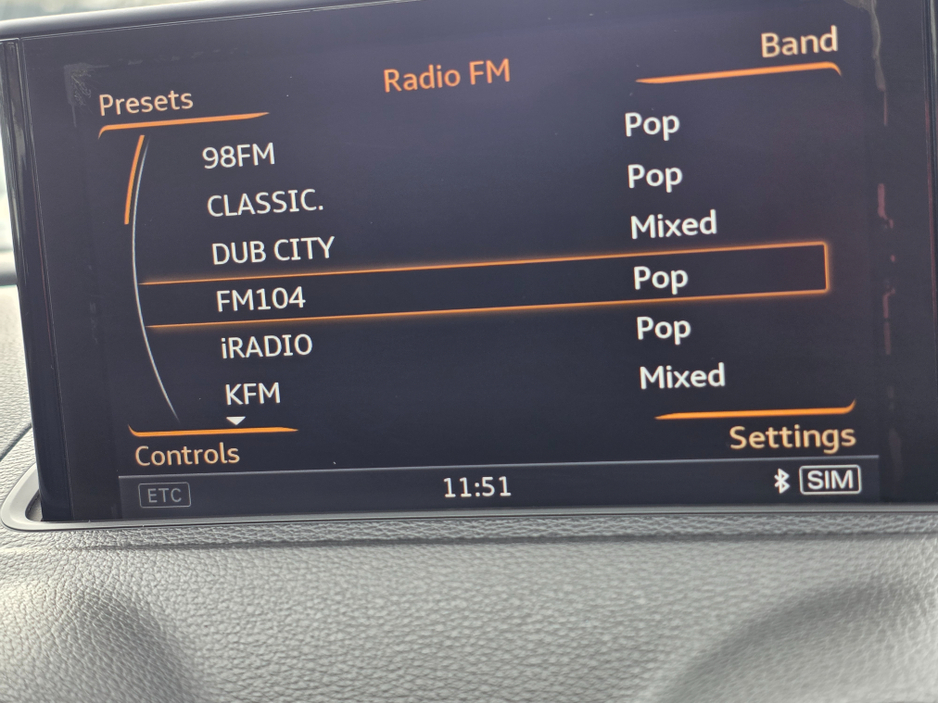 Radio FM
Band
Presets
98FM Pop
CLASSIC. Pop
DUB CITY Mixed
FM104 Pop
iRADIO Pop
KFM Mixed
Controls
Settings
ETC 11:51 SIM